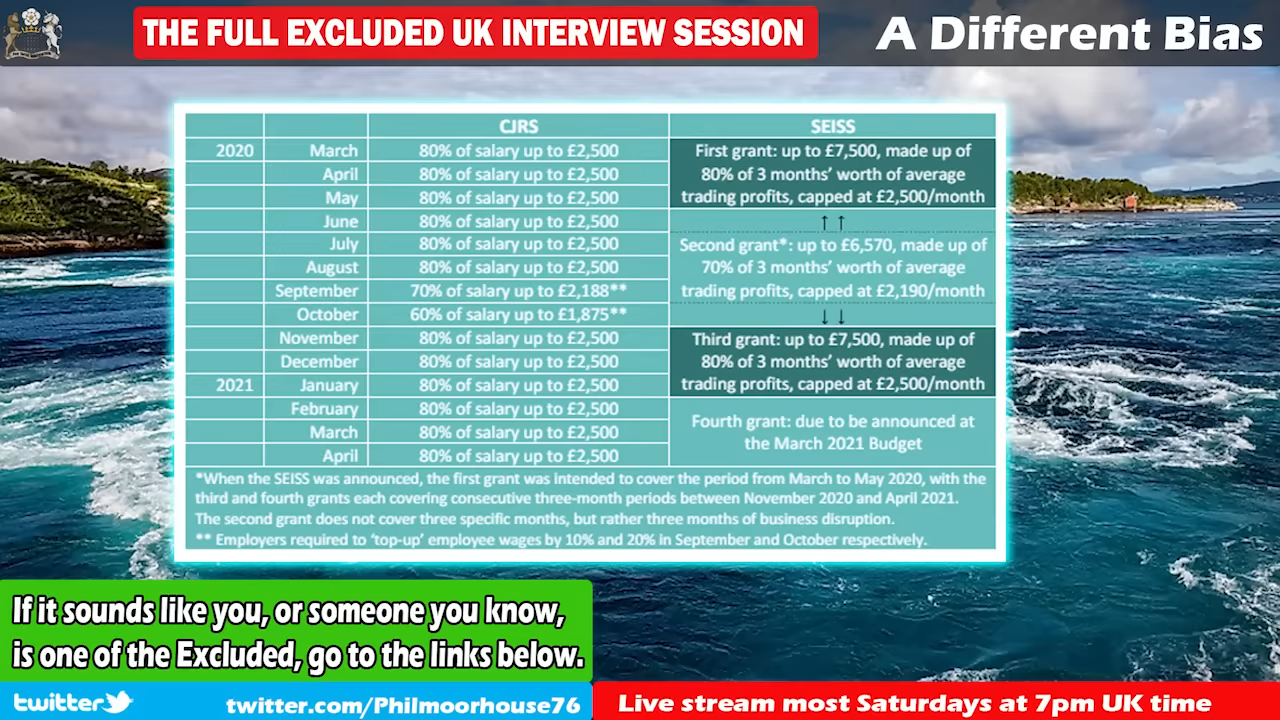 THE FULL EXCLUDED UK INTERVIEW SESSION
A Different Bias
CJRS SEISS
2020 March 80% of salary up to £2,500 First grant: up to £7,500, made up of
April 80% of salary up to £2,500 80% of 3 months' worth of average
May 80% of salary up to £2,500 trading profits, capped at £2,500/month
June 80% of salary up to £2,500 ↑ ↑
July 80% of salary up to £2,500 Second grant*: up to £6,570, made up of
August 80% of salary up to £2,500 70% of 3 months' worth of average
September 70% of salary up to £2,188** trading profits, capped at £2,190/month
October 60% of salary up to £1,875** ↓ ↓
November 80% of salary up to £2,500 Third grant: up to £7,500, made up of
December 80% of salary up to £2,500 80% of 3 months' worth of average
2021 January 80% of salary up to £2,500 trading profits, capped at £2,500/month
February 80% of salary up to £2,500 Fourth grant: due to be announced at
March 80% of salary up to £2,500 the March 2021 Budget
April 80% of salary up to £2,500
*When the SEISS was announced, the first grant was intended to cover the period from March to May 2020, with the
third and fourth grants each covering consecutive three-month periods between November 2020 and April 2021.
The second grant does not cover three specific months, but rather three months of business disruption.
** Employers required to 'top-up' employee wages by 10% and 20% in September and October respectively.
If it sounds like you, or someone you know,
is one of the Excluded, go to the links below.
twitter twitter.com/Philmoorhouse76
Live stream most Saturdays at 7pm UK time